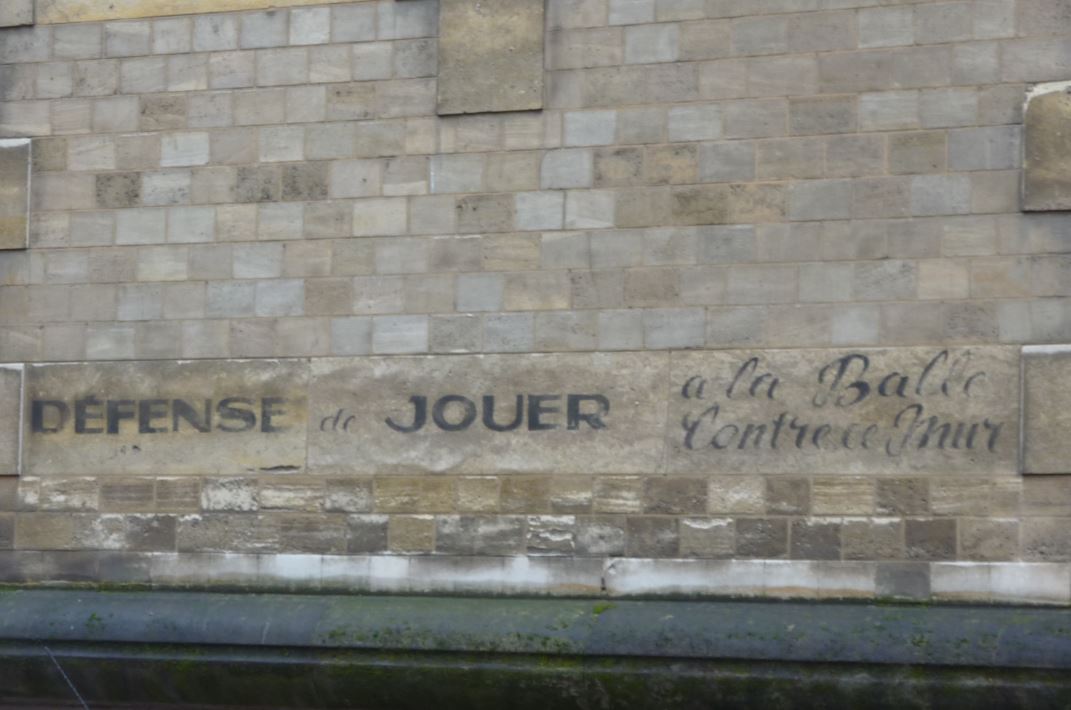 DÉFENSE de JOUER a la Balle
Contre ce Mur